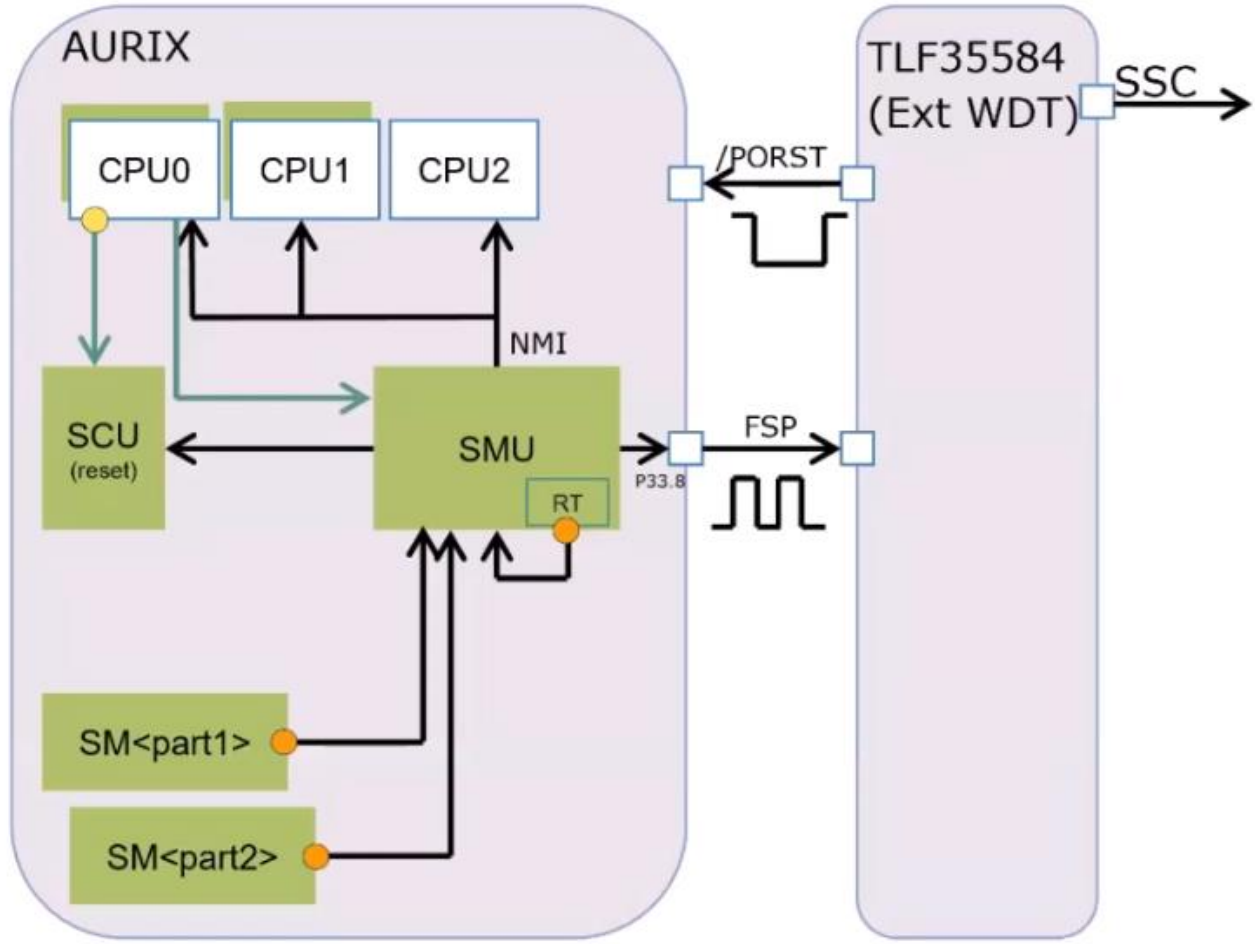 AURIX
TLF35584
(Ext WDT)
SSC
CPU0
CPU1
CPU2
/PORST
NMI
SCU
(reset)
SMU
FSP
P33.8
RT
SM<part1>
SM<part2>